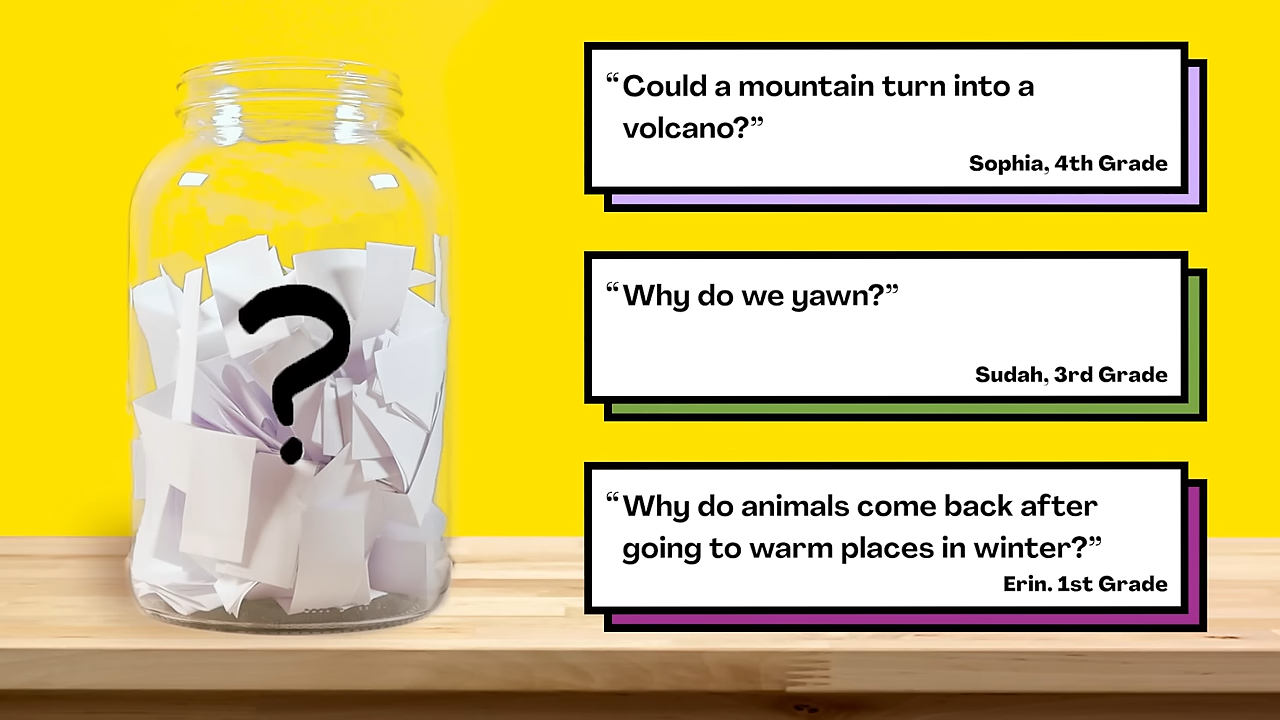 “Could a mountain turn into a
volcano?”
Sophia, 4th Grade
“Why do we yawn?”
Sudah, 3rd Grade
“Why do animals come back after
going to warm places in winter?”
Erin. 1st Grade
?